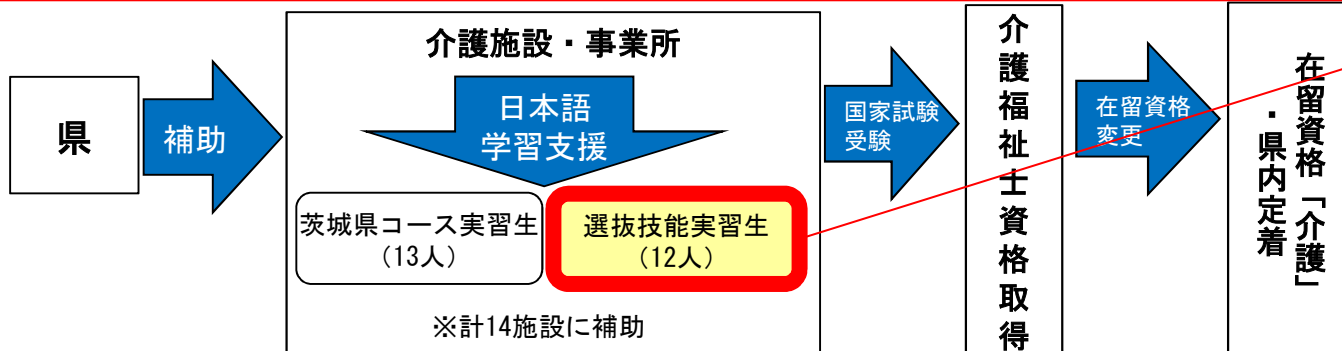 県
補助
介護施設・事業所
日本語
学習支援
茨城県コース実習生
(13人)
選抜技能実習生
(12人)
※計14施設に補助
国家試験
受験
介護福祉士資格取得
在留資格
変更
在留資格「介護」
・県内定着